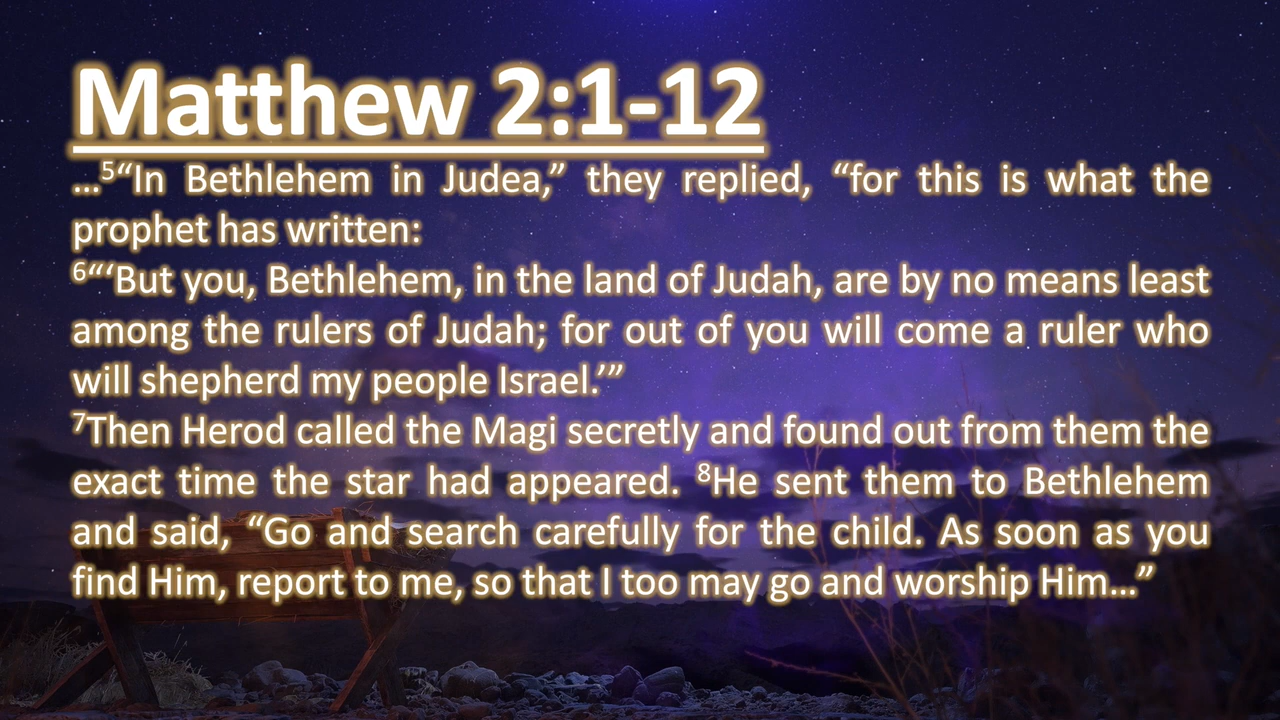 Matthew 2:1-12
…⁵“In Bethlehem in Judea,” they replied, “for this is what the
prophet has written:
⁶“‘But you, Bethlehem, in the land of Judah, are by no means least
among the rulers of Judah; for out of you will come a ruler who
will shepherd my people Israel.’”
⁷Then Herod called the Magi secretly and found out from them the
exact time the star had appeared. ⁸He sent them to Bethlehem
and said, “Go and search carefully for the child. As soon as you
find Him, report to me, so that I too may go and worship Him…”